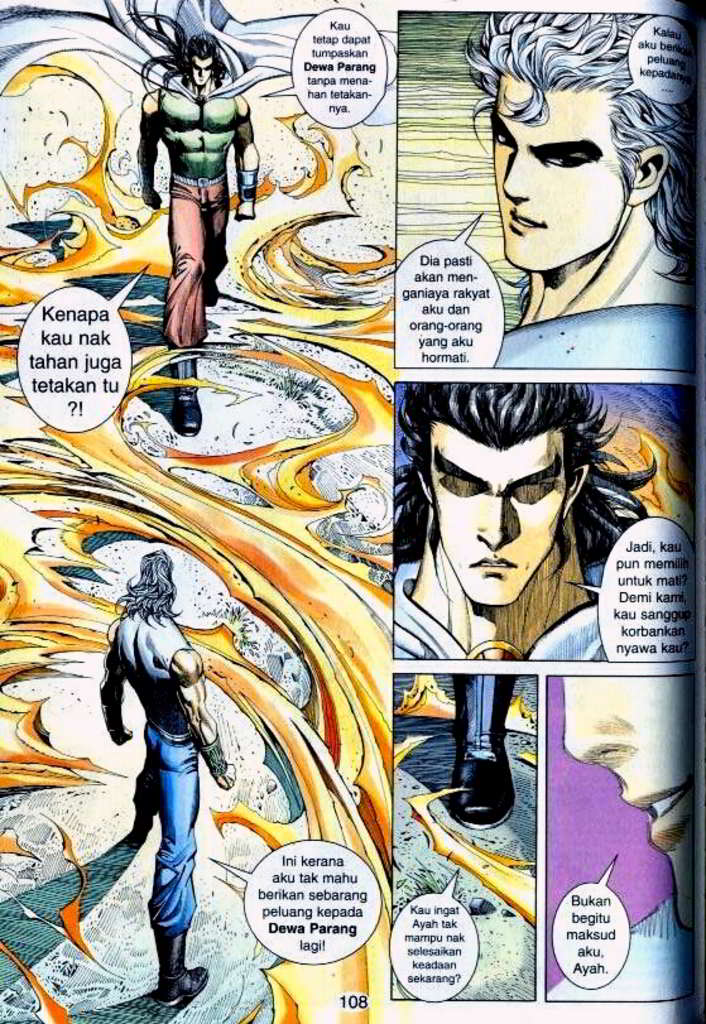 Kau
tetap dapat
tumpaskan
Dewa Parang
tanpa mena-
han tetakan-
nya.
Kenapa
kau nak
tahan juga
tetakan tu
?!
Ini kerana
aku tak mahu
berikan sebarang
peluang kepada
Dewa Parang
lagi!
Kalau
aku
peluang
kepadanya
...
Dia pasti
akan men-
ganiaya rakyat
aku dan
orang-orang
yang aku
hormati.
Jadi, kau
pun memilih
untuk mati?
Demi kami,
kau sanggup
korbankan
nyawa kau?
Kau ingat
Ayah tak
mampu nak
selesaikan
keadaan
sekarang?
Bukan
begitu
maksud
aku,
Ayah.
108